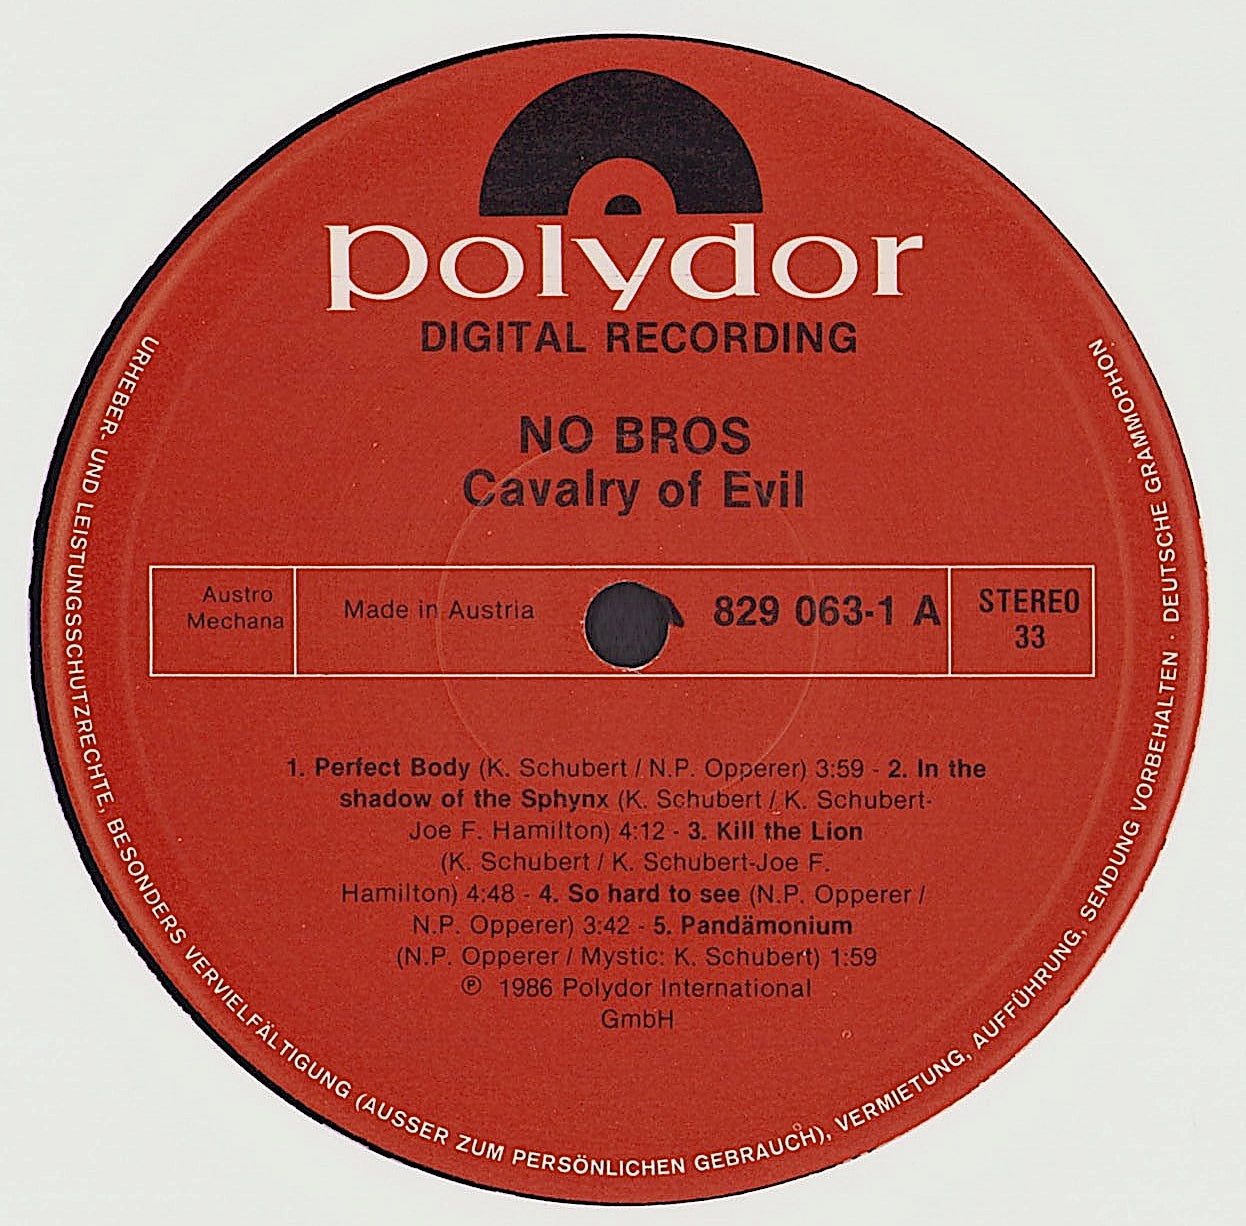 polydor
DIGITAL RECORDING
NO BROS
Cavalry of Evil
Austro
Mechana
Made in Austria
829 063-1 A
STEREO
33
1. Perfect Body (K. Schubert / N.P. Opperer) 3:59 - 2. In the
shadow of the Sphynx (K. Schubert / K. Schubert-
Joe F. Hamilton) 4:12 - 3. Kill the Lion
(K. Schubert / K. Schubert-Joe F.
Hamilton) 4:48 - 4. So hard to see (N.P. Opperer /
N.P. Opperer) 3:42 - 5. Pandämonium
(N.P. Opperer / Mystic: K. Schubert) 1:59
℗ 1986 Polydor International
GmbH
URHEBER- UND LEISTUNGSSCHUTZRECHTE, BESONDERS VERVIELFÄLTIGUNG (AUSSER ZUM PERSÖNLICHEN GEBRAUCH), VERMIETUNG, AUFFÜHRUNG, SENDUNG VORBEHALTEN · DEUTSCHE GRAMMOPHON